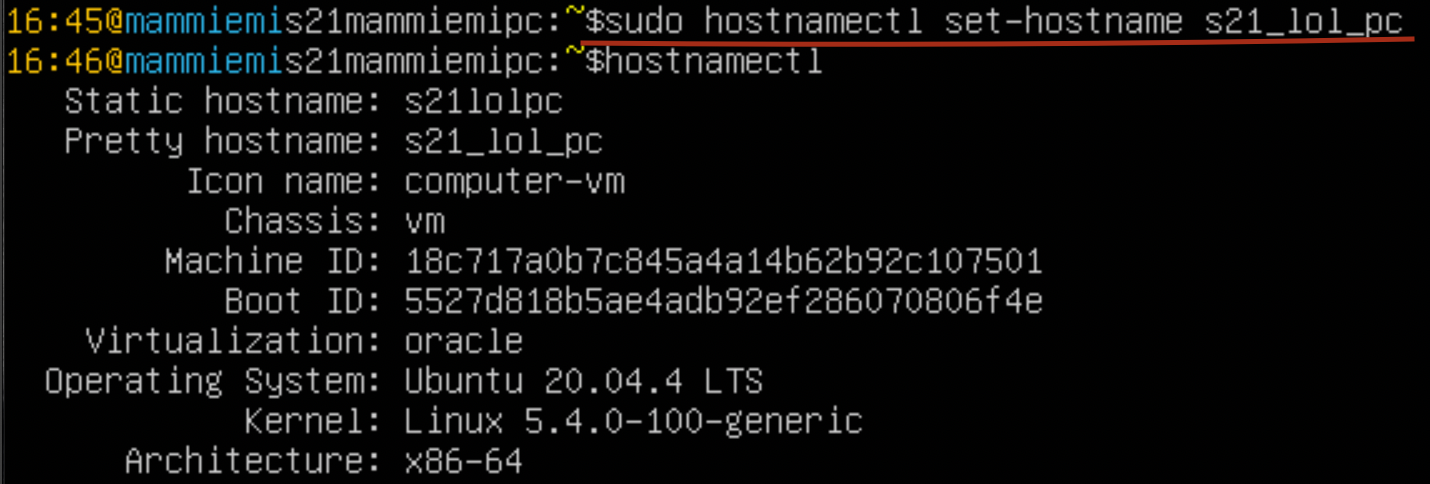 16:45@mammiemis21mammiemipc:~$sudo hostnamectl set-hostname s21_lol_pc
16:46@mammiemis21mammiemipc:~$hostnamectl
Static hostname: s21lolpc
Pretty hostname: s21_lol_pc
Icon name: computer-vm
Chassis: vm
Machine ID: 18c717a0b7c845a4a14b62b92c107501
Boot ID: 5527d818b5ae4adb92ef286070806f4e
Virtualization: oracle
Operating System: Ubuntu 20.04.4 LTS
Kernel: Linux 5.4.0-100-generic
Architecture: x86-64